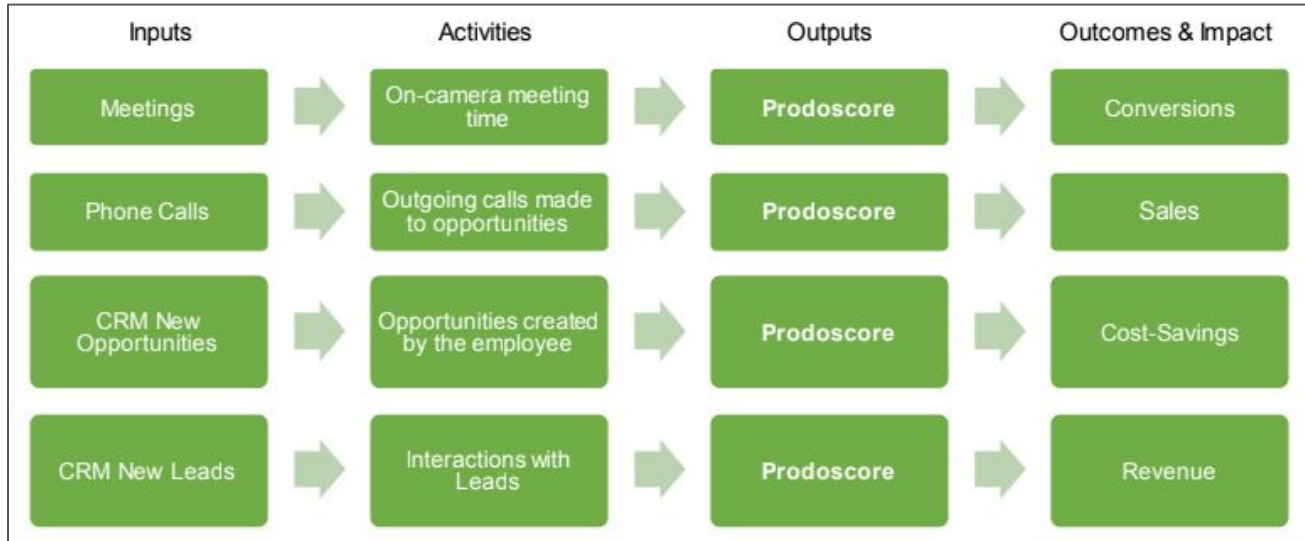 Inputs Activities Outputs Outcomes & Impact
Meetings
On-camera meeting
time
Prodoscore
Conversions
Phone Calls
Outgoing calls made
to opportunities
Prodoscore
Sales
CRM New
Opportunities
Opportunities created
by the employee
Prodoscore
Cost-Savings
CRM New Leads
Interactions with
Leads
Prodoscore
Revenue